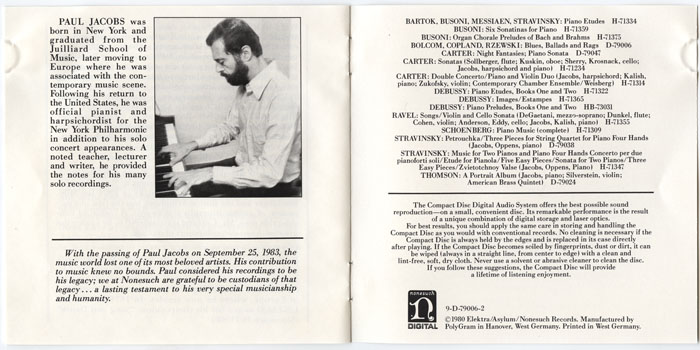 PAUL JACOBS was
born in New York and
graduated from the
Juilliard School of
Music, later moving to
Europe where he was
associated with the con-
temporary music scene.
Following his return to
the United States, he was
official pianist and
harpsichordist for the
New York Philharmonic
in addition to his solo
concert appearances. A
noted teacher, lecturer
and writer, he provided
the notes for his many
solo recordings.
With the passing of Paul Jacobs on September 25, 1983, the
music world lost one of its most beloved artists. His contribution
to music knew no bounds. Paul considered his recordings to be
his legacy; we at Nonesuch are grateful to be custodians of that
legacy . . . a lasting testament to his very special musicianship
and humanity.
BARTOK, BUSONI, MESSIAEN, STRAVINSKY: Piano Etudes H-71334
BUSONI: Six Sonatinas for Piano H-71359
BUSONI: Organ Chorale Preludes of Bach and Brahms H-71375
BOLCOM, COPLAND, RZEWSKI: Blues, Ballads and Rags D-79006
CARTER: Night Fantasies; Piano Sonata D-79047
CARTER: Sonatas (Sollberger, flute; Kuskin, oboe; Sherry, Krosnack, cello;
Jacobs, harpsichord and piano) H-71234
CARTER: Double Concerto/Piano and Violin Duo (Jacobs, harpsichord; Kalish,
piano; Zukofsky, violin; Contemporary Chamber Ensemble/Weisberg) H-71314
DEBUSSY: Piano Etudes, Books One and Two H-71322
DEBUSSY: Images/Estampes H-71365
DEBUSSY: Piano Preludes, Books One and Two HB-73031
RAVEL: Songs/Violin and Cello Sonata (DeGaetani, mezzo-soprano; Dunkel, flute;
Cohen, violin; Anderson, Eddy, cello; Jacobs, Kalish, piano) H-71355
SCHOENBERG: Piano Music (complete) H-71309
STRAVINSKY: Petrouchka/Three Pieces for String Quartet for Piano Four Hands
(Jacobs, Oppens, piano) D-79038
STRAVINSKY: Music for Two Pianos and Piano Four Hands Concerto per due
pianoforti soli/Etude for Pianola/Five Easy Pieces/Sonata for Two Pianos/Three
Easy Pieces/Zvietotchnoy Valse (Jacobs, Oppens, Piano) H-71347
THOMSON: A Portrait Album (Jacobs, piano; Silverstein, violin;
American Brass Quintet) D-79024
The Compact Disc Digital Audio System offers the best possible sound
reproduction—on a small, convenient disc. Its remarkable performance is the result
of a unique combination of digital storage and laser optics.
For best results, you should apply the same care in storing and handling the
Compact Disc as you would with conventional records. No cleaning is necessary if the
Compact Disc is always held by the edges and is replaced in its case directly
after playing. If the Compact Disc becomes soiled by fingerprints, dust or dirt, it can
be wiped (always in a straight line, from center to edge) with a clean and
lint-free, soft, dry cloth. Never use a solvent or abrasive cleaner to clean the disc.
If you follow these suggestions, the Compact Disc will provide
a lifetime of listening enjoyment.
nonesuch
n
DIGITAL
9-D-79006-2
©1980 Elektra/Asylum/Nonesuch Records. Manufactured by
PolyGram in Hanover, West Germany. Printed in West Germany.